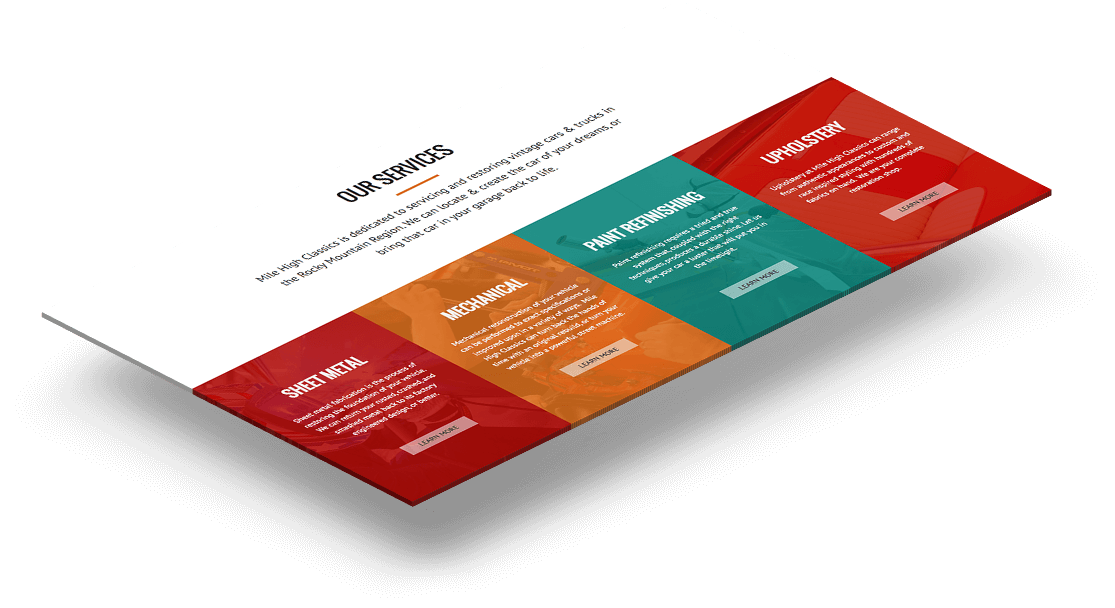 OUR SERVICES
Mile High Classics is dedicated to servicing and restoring vintage cars & trucks in
the Rocky Mountain Region. We can locate & create the car of your dreams, or
bring that car in your garage back to life.
SHEET METAL
Sheet metal fabrication is the process of
restoring the foundation of your vehicle.
We can return your rusted, crashed, and
smashed metal back to its factory
engineered design, or better.
LEARN MORE
MECHANICAL
Mechanical reconstruction of your vehicle
can be performed to exact specifications or
improved upon in a variety of ways. Mile
High Classics can turn back the hands of
time with an original rebuild, or turn your
vehicle into a powerful street machine.
LEARN MORE
PAINT REFINISHING
Paint refinishing requires a tried and true
system that, coupled with the right
techniques, produces a durable shine. Let us
give your car a luster that will put you in
the limelight.
LEARN MORE
UPHOLSTERY
Upholstery at Mile High Classics can range
from authentic appearances to custom and
race inspired styling with hundreds of
fabrics on hand. We are your complete
restoration shop.
LEARN MORE